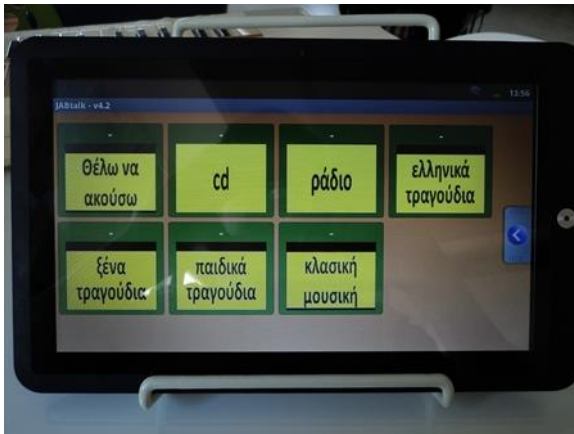 13:56
JABtalk - v4.2
Θέλω να
ακούσω
cd
ράδιο
ελληνικά
τραγούδια
ξένα
τραγούδια
παιδικά
τραγούδια
κλασική
μουσική